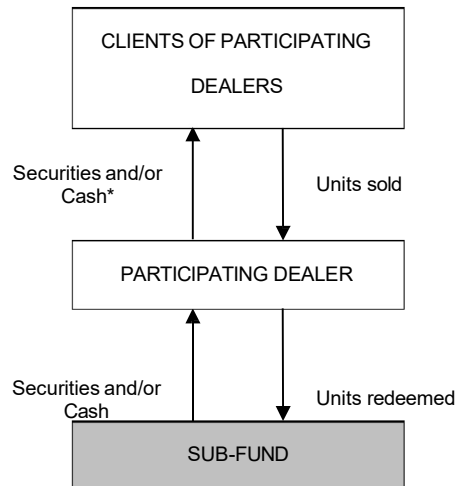 CLIENTS OF PARTICIPATING
DEALERS
Securities and/or
Cash*
Units sold
PARTICIPATING DEALER
Securities and/or
Cash
Units redeemed
SUB-FUND